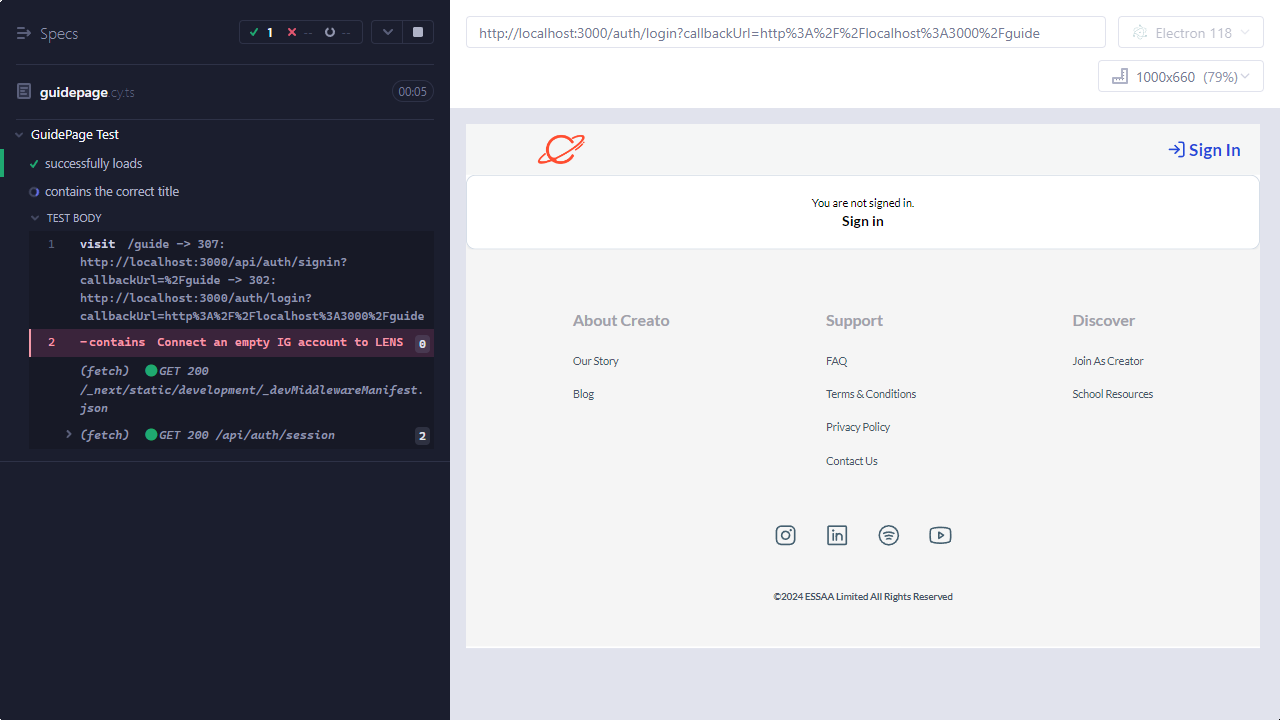 Specs
1 -- --
guidepage.cy.ts
00:05
GuidePage Test
successfully loads
contains the correct title
TEST BODY
1 visit /guide -> 307:
http://localhost:3000/api/auth/signin?
callbackUrl=%2Fguide -> 302:
http://localhost:3000/auth/login?
callbackUrl=http%3A%2F%2Flocalhost%3A3000%2Fguide
2 -contains Connect an empty IG account to LENS 0
(fetch) GET 200
/_next/static/development/_devMiddlewareManifest.
json
(fetch) GET 200 /api/auth/session 2
http://localhost:3000/auth/login?callbackUrl=http%3A%2F%2Flocalhost%3A3000%2Fguide
Electron 118
1000x660 (79%)
Sign In
You are not signed in.
Sign in
About Creato
Our Story
Blog
Support
FAQ
Terms & Conditions
Privacy Policy
Contact Us
Discover
Join As Creator
School Resources
©2024 ESSAA Limited All Rights Reserved